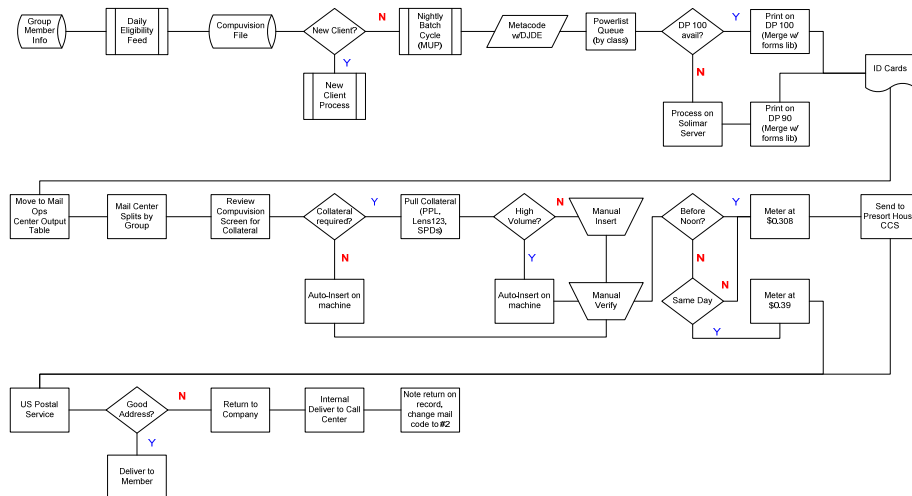 Group
Member
Info
Daily
Eligibility
Feed
Compuvision
File
New Client?
N
Y
New
Client
Process
Nightly
Batch
Cycle
(MUP)
Metacode
w/DJDE
Powerlist
Queue
(by class)
DP 100
avail?
Y
N
Print on
DP 100
(Merge w/
forms lib)
Process on
Solimar
Server
Print on
DP 90
(Merge w/
forms lib)
ID Cards
Move to Mail
Ops
Center Output
Table
Mail Center
Splits by
Group
Review
Compuvision
Screen for
Collateral
Collateral
required?
Y
N
Auto-Insert on
machine
Pull Collateral
(PPL,
Lens123,
SPDs)
High
Volume?
N
Y
Auto-Insert on
machine
Manual
Insert
Manual
Verify
Before
Noon?
Y
N
Same Day
N
Y
Meter at
$0.308
Meter at
$0.39
Send to
Presort House
CCS
US Postal
Service
Good
Address?
N
Y
Deliver to
Member
Return to
Company
Internal
Deliver to Call
Center
Note return on
record,
change mail
code to #2